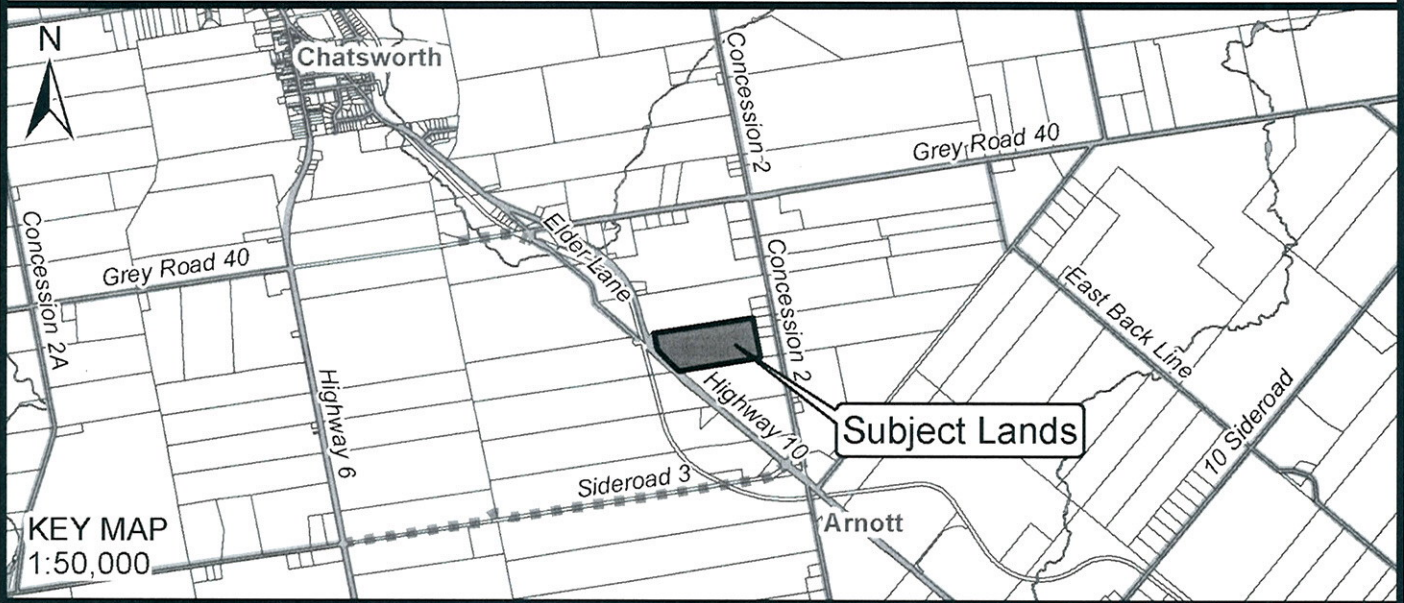 N
Chatsworth
Concession 2
Grey Road 40
Concession 2A
Grey Road 40
Elder Lane
Concession 2
East Back Line
Highway 6
Highway 10
Subject Lands
10 Sideroad
Sideroad 3
Arnott
KEY MAP
1:50,000